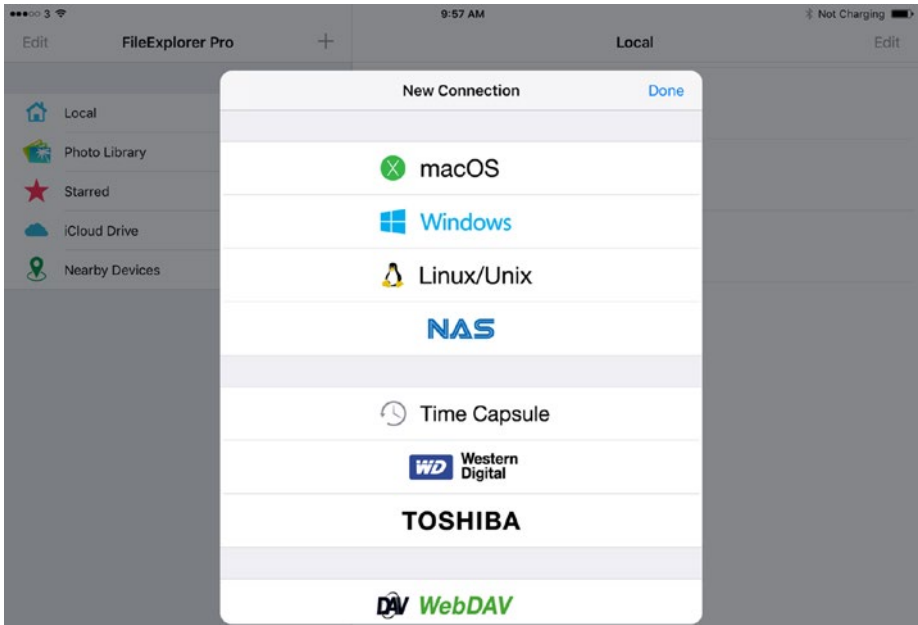 3
9:57 AM
Not Charging
Edit
FileExplorer Pro
+
Local
Edit
New Connection
Done
Local
Photo Library
Starred
iCloud Drive
Nearby Devices
X macOS
Windows
Linux/Unix
NAS
Time Capsule
WD Western
Digital
TOSHIBA
DAV WebDAV